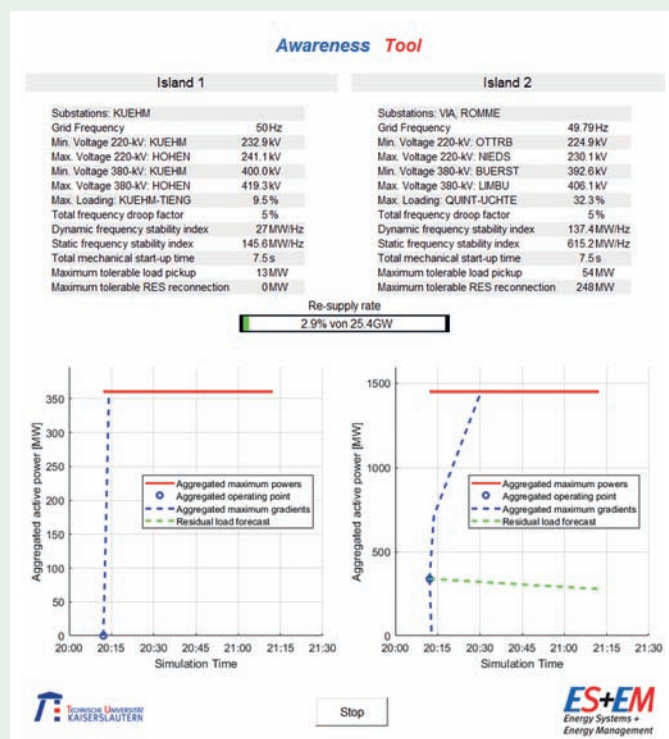 Awareness Tool
Island 1
Substations: KUEHM
Grid Frequency 50Hz
Min. Voltage 220-kV: KUEHM 232.9kV
Max. Voltage 220-kV: HOHEN 241.1kV
Min. Voltage 380-kV: KUEHM 400.0kV
Max. Voltage 380-kV: HOHEN 419.3kV
Max. Loading: KUEHM-TIENG 9.5%
Total frequency droop factor 5%
Dynamic frequency stability index 27MW/Hz
Static frequency stability index 145.6MW/Hz
Total mechanical start-up time 7.5s
Maximum tolerable load pickup 13MW
Maximum tolerable RES reconnection 0MW
Island 2
Substations: VIA, ROMME
Grid Frequency 49.79Hz
Min. Voltage 220-kV: OTTRB 224.9kV
Max. Voltage 220-kV: NIEDS 230.1kV
Min. Voltage 380-kV: BUERST 392.6kV
Max. Voltage 380-kV: LIMBU 406.1kV
Max. Loading: QUINT-UCHTE 32.3%
Total frequency droop factor 5%
Dynamic frequency stability index 137.4MW/Hz
Static frequency stability index 615.2MW/Hz
Total mechanical start-up time 7.5s
Maximum tolerable load pickup 54MW
Maximum tolerable RES reconnection 248MW
Re-supply rate
2.9% von 25.4GW
Aggregated active power [MW]
350
300
250
200
150
100
50
0
Aggregated maximum powers
Aggregated operating point
Aggregated maximum gradients
Residual load forecast
20:00 20:15 20:30 20:45 21:00 21:15 21:30
Simulation Time
Aggregated active power [MW]
1500
1000
500
0
Aggregated maximum powers
Aggregated operating point
Aggregated maximum gradients
Residual load forecast
20:00 20:15 20:30 20:45 21:00 21:15 21:30
Simulation Time
TECHNISCHE UNIVERSITÄT
KAISERSLAUTERN
Stop
ES+EM
Energy Systems +
Energy Management